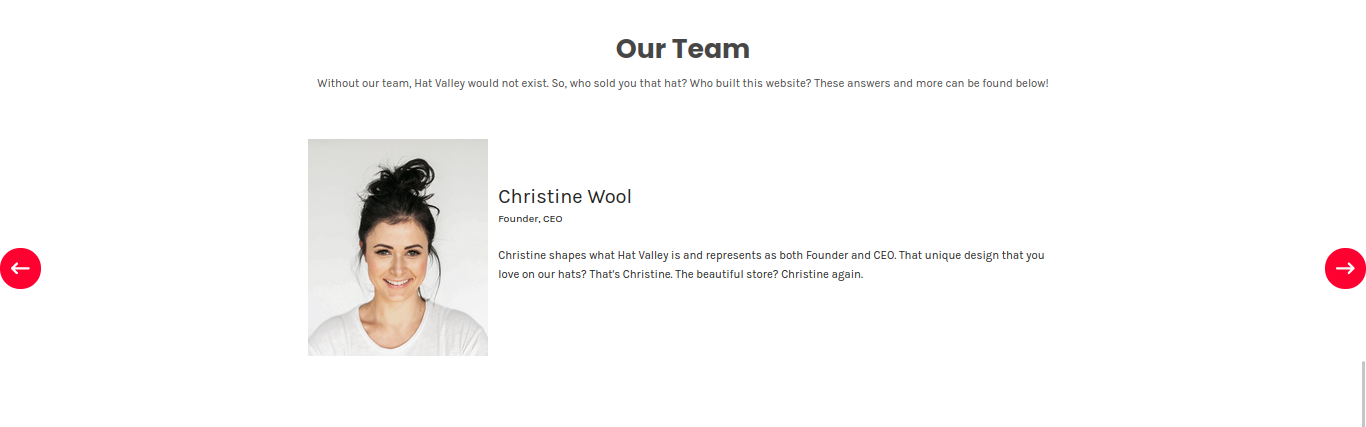 Our Team
Without our team, Hat Valley would not exist. So, who sold you that hat? Who built this website? These answers and more can be found below!
Christine Wool
Founder, CEO
Christine shapes what Hat Valley is and represents as both Founder and CEO. That unique design that you
love on our hats? That's Christine. The beautiful store? Christine again.